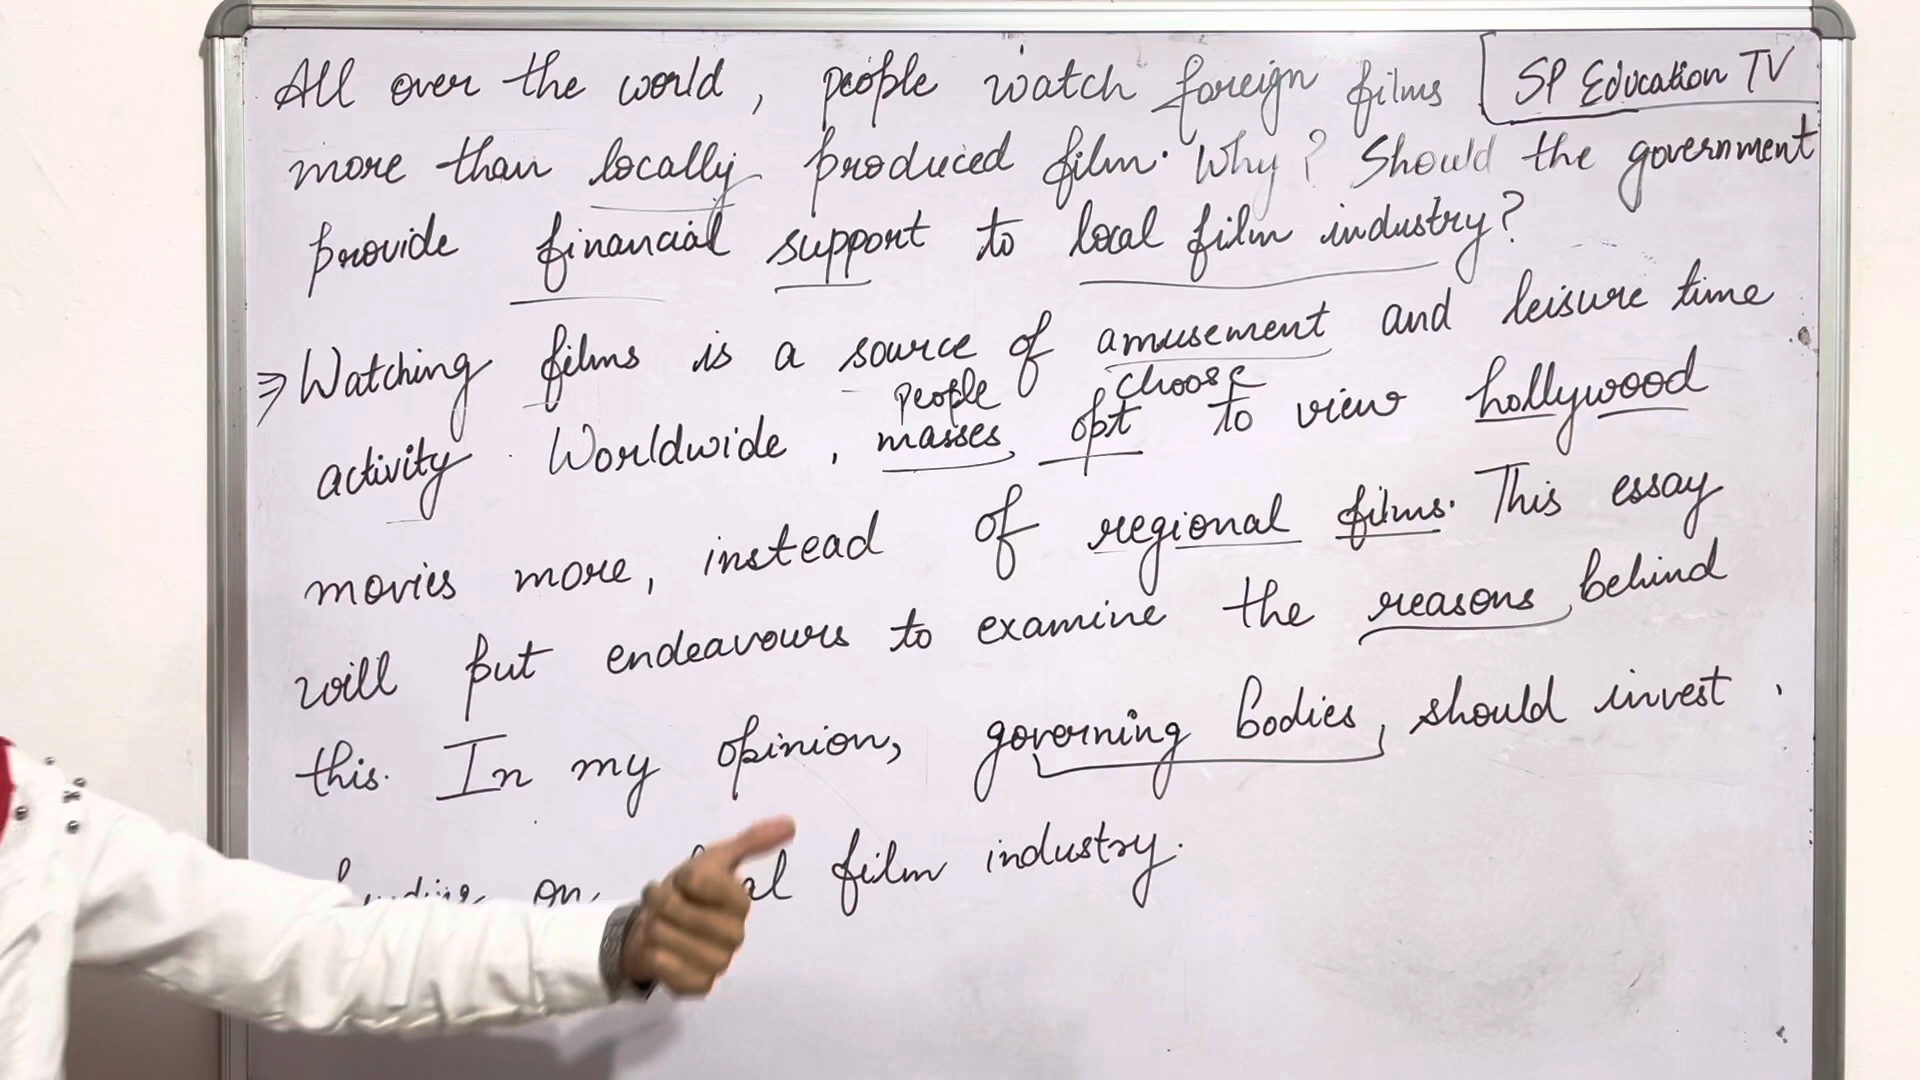 All over the world, people watch foreign films
SP Education TV
more than locally produced film. Why? Should the government
provide financial support to local film industry?
⇒ Watching films is a source of amusement and leisure time
people choose
activity. Worldwide, masses opt to view hollywood
movies more, instead of regional films. This essay
will put endeavours to examine the reasons behind
this. In my opinion, governing bodies, should invest
on film industry.